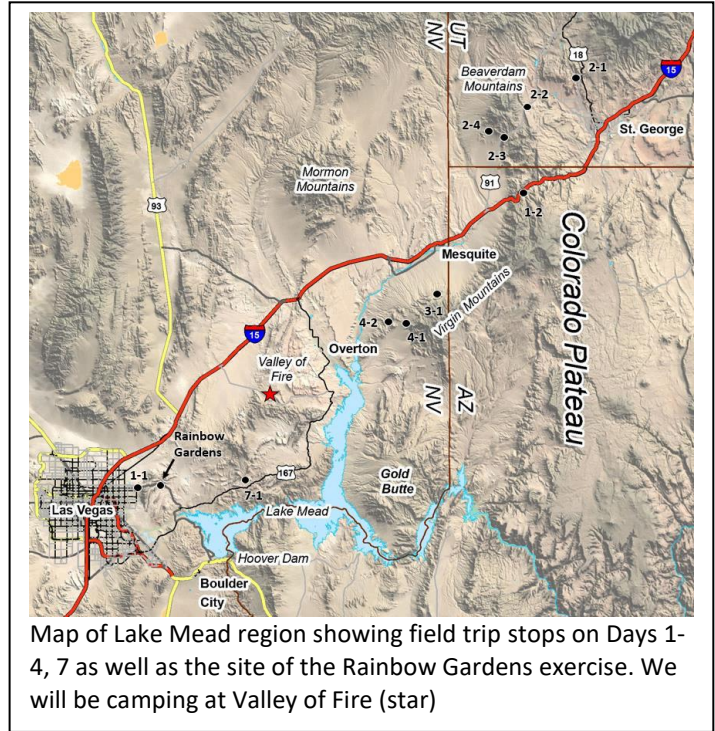 UT
NV
18
2-1
15
Beaverdam
Mountains
2-2
2-4
2-3
St. George
Mormon
Mountains
91
1-2
93
Colorado Plateau
Mesquite
Virgin Mountains
3-1
4-2
4-1
15
Overton
Valley of
Fire
NV
AZ
Rainbow
Gardens
1-1
167
7-1
Gold
Butte
Las Vegas
Lake Mead
Hoover Dam
Boulder
City
Map of Lake Mead region showing field trip stops on Days 1-
4, 7 as well as the site of the Rainbow Gardens exercise. We
will be camping at Valley of Fire (star)